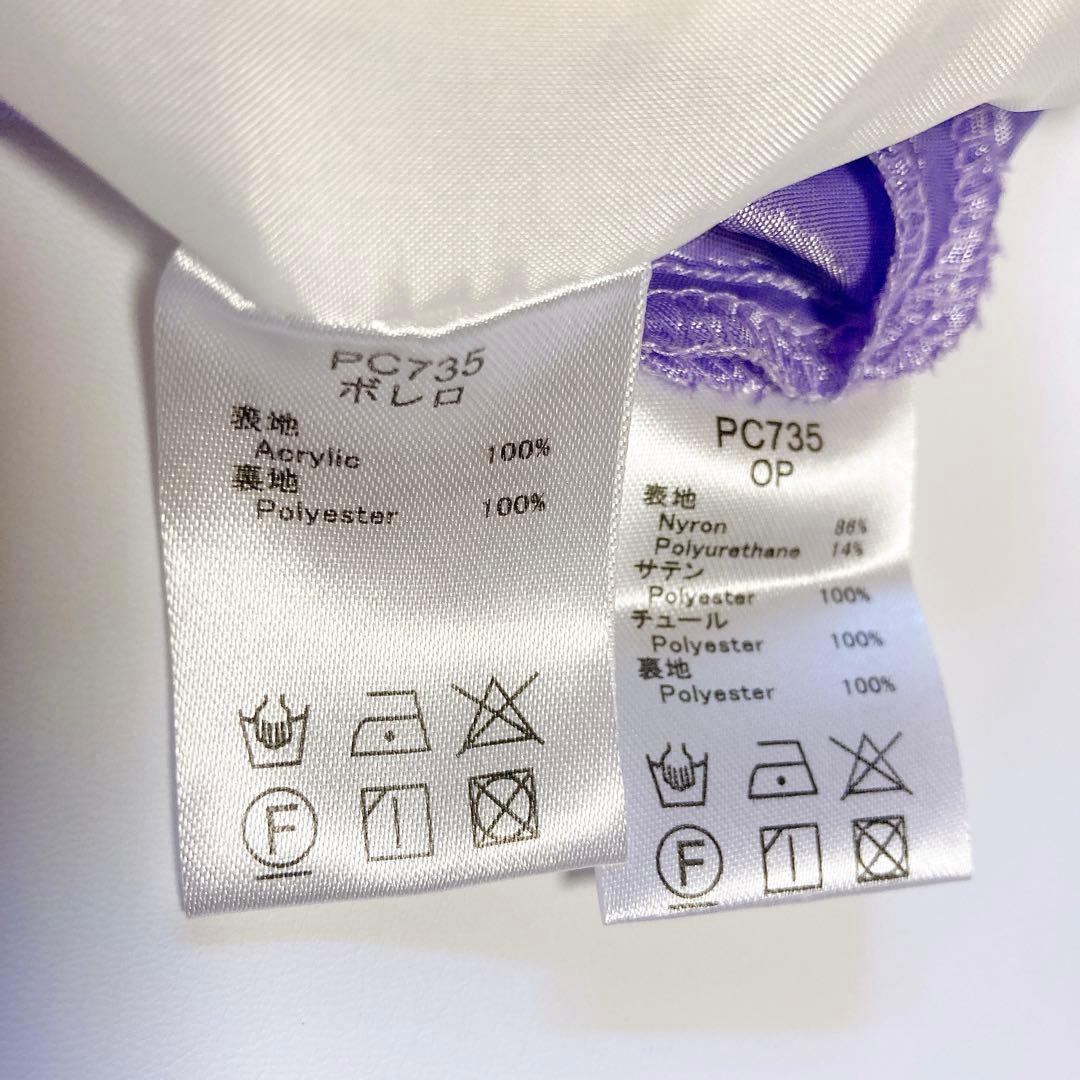 PC735
ボレロ
表地
Acrylic 100%
裏地
Polyester 100%
F
PC735
OP
表地
Nyron 86%
Polyurethane 14%
サテン
Polyester 100%
チュール
Polyester 100%
裏地
Polyester 100%
F